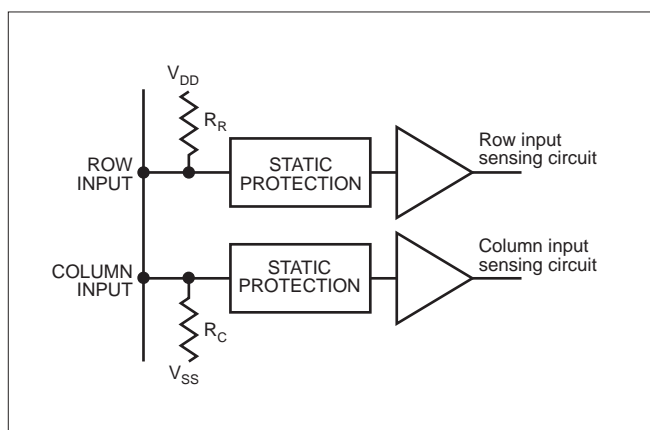 VDD
RR
ROW
INPUT
STATIC
PROTECTION
Row input
sensing circuit
COLUMN
INPUT
STATIC
PROTECTION
Column input
sensing circuit
RC
VSS